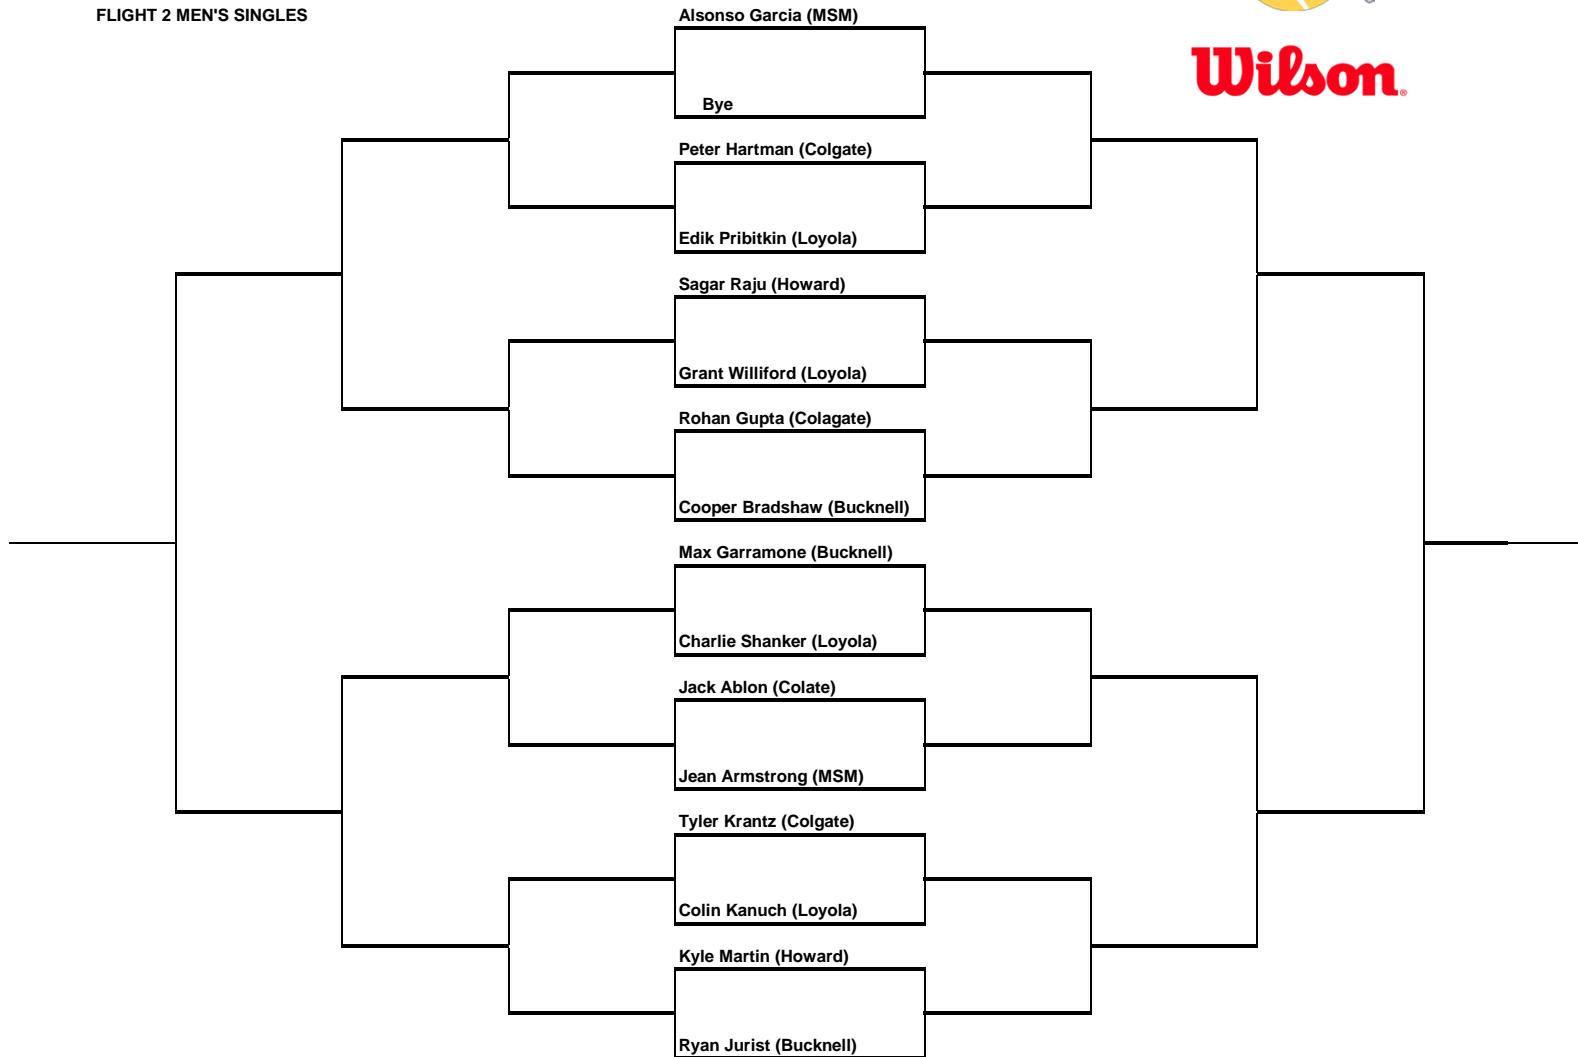 FLIGHT 2 MEN'S SINGLES
Alsonso Garcia (MSM)
Wilson
Bye
Peter Hartman (Colgate)
Edik Pribitkin (Loyola)
Sagar Raju (Howard)
Grant Williford (Loyola)
Rohan Gupta (Colagate)
Cooper Bradshaw (Bucknell)
Max Garramone (Bucknell)
Charlie Shanker (Loyola)
Jack Ablon (Colate)
Jean Armstrong (MSM)
Tyler Krantz (Colgate)
Colin Kanuch (Loyola)
Kyle Martin (Howard)
Ryan Jurist (Bucknell)